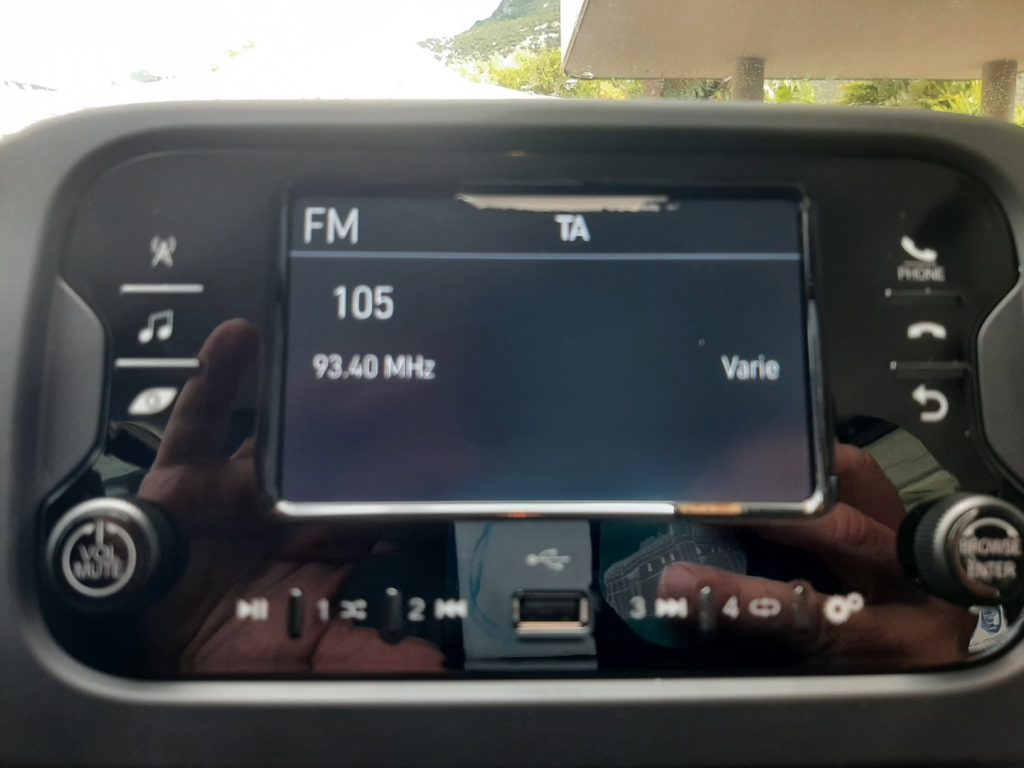 FM TA
105
93.40 MHz Varie
PHONE
VOL
MUTE
BROWSE
ENTER
1 2 3 4